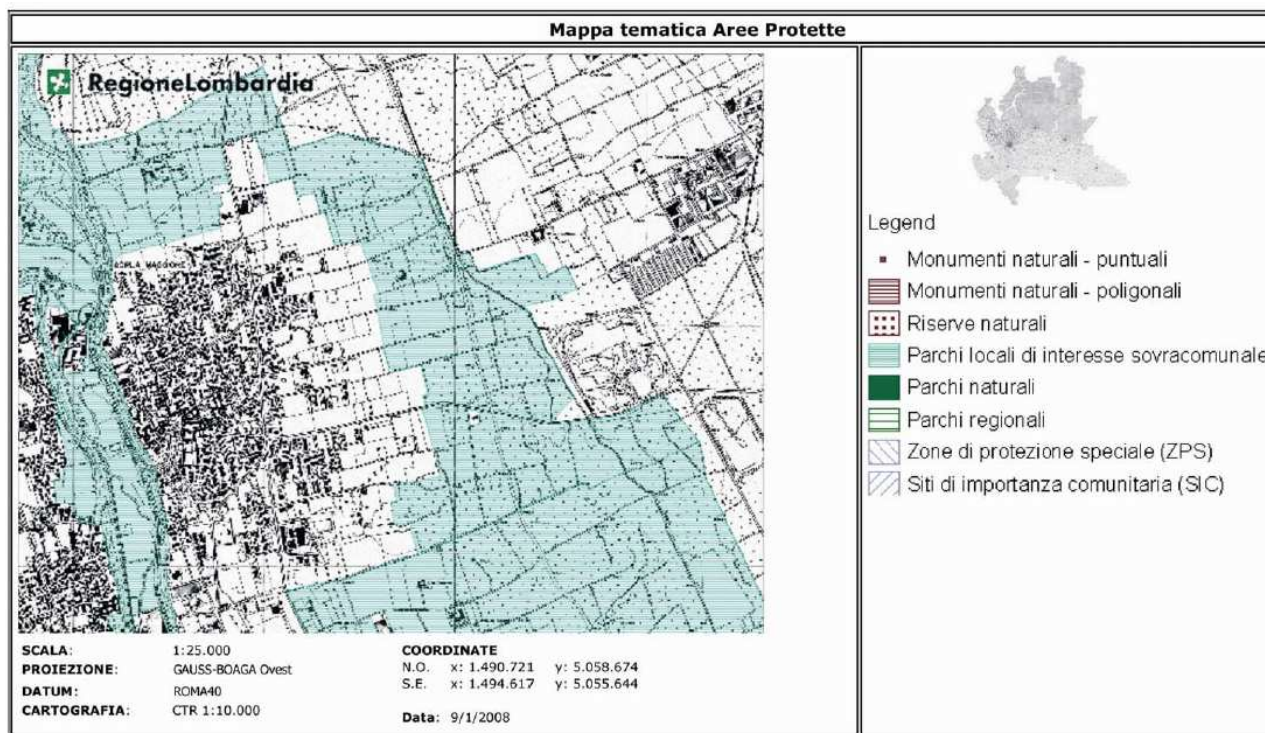 Mappa tematica Aree Protette
RegioneLombardia
Legend
Monumenti naturali - puntuali
Monumenti naturali - poligonali
Riserve naturali
Parchi locali di interesse sovracomunale
Parchi naturali
Parchi regionali
Zone di protezione speciale (ZPS)
Siti di importanza comunitaria (SIC)
SCALA: 1:25.000
PROIEZIONE: GAUSS-BOAGA Ovest
DATUM: ROMA40
CARTOGRAFIA: CTR 1:10.000
COORDINATE
N.O. x: 1.490.721 y: 5.058.674
S.E. x: 1.494.617 y: 5.055.644
Data: 9/1/2008